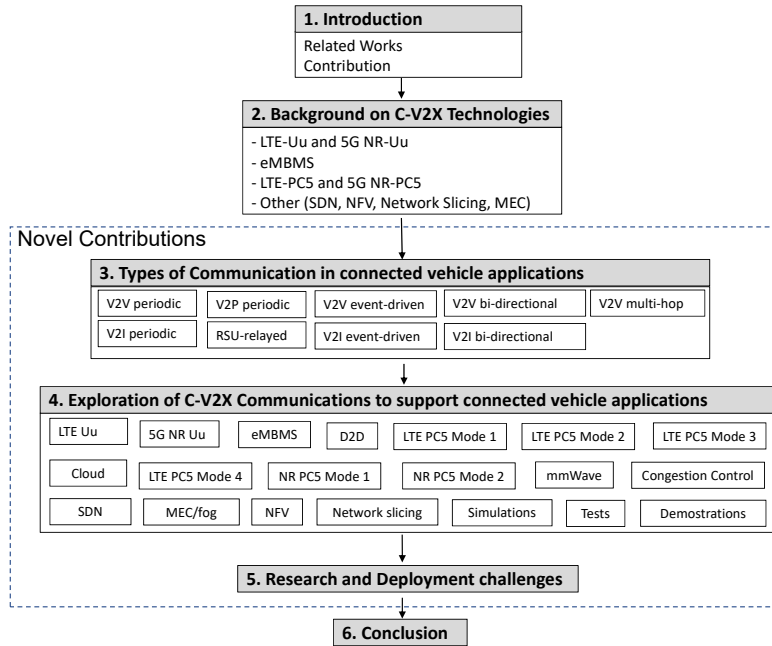 1. Introduction
Related Works
Contribution
2. Background on C-V2X Technologies
- LTE-Uu and 5G NR-Uu
- eMBMS
- LTE-PC5 and 5G NR-PC5
- Other (SDN, NFV, Network Slicing, MEC)
Novel Contributions
3. Types of Communication in connected vehicle applications
V2V periodic V2P periodic V2V event-driven V2V bi-directional V2V multi-hop
V2I periodic RSU-relayed V2I event-driven V2I bi-directional
4. Exploration of C-V2X Communications to support connected vehicle applications
LTE Uu 5G NR Uu eMBMS D2D LTE PC5 Mode 1 LTE PC5 Mode 2 LTE PC5 Mode 3
Cloud LTE PC5 Mode 4 NR PC5 Mode 1 NR PC5 Mode 2 mmWave Congestion Control
SDN MEC/fog NFV Network slicing Simulations Tests Demostrations
5. Research and Deployment challenges
6. Conclusion